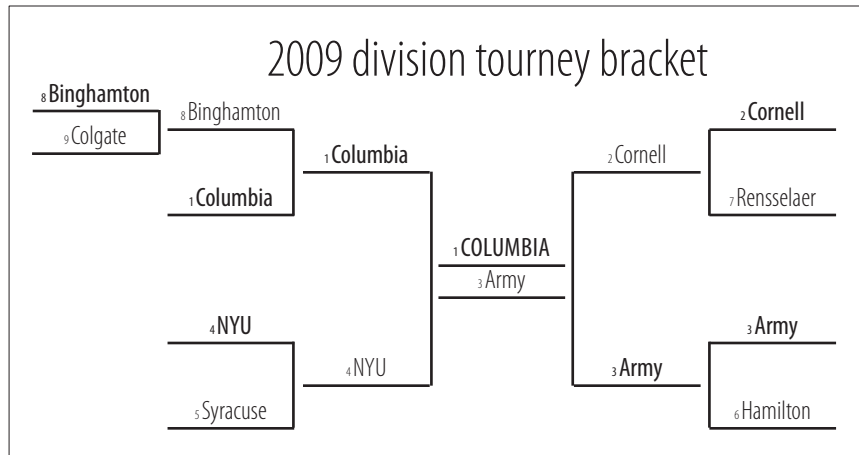 2009 division tourney bracket
8 Binghamton
9 Colgate
8 Binghamton
1 Columbia
1 Columbia
4 NYU
5 Syracuse
4 NYU
1 COLUMBIA
3 Army
2 Cornell
3 Army
2 Cornell
7 Rensselaer
3 Army
6 Hamilton